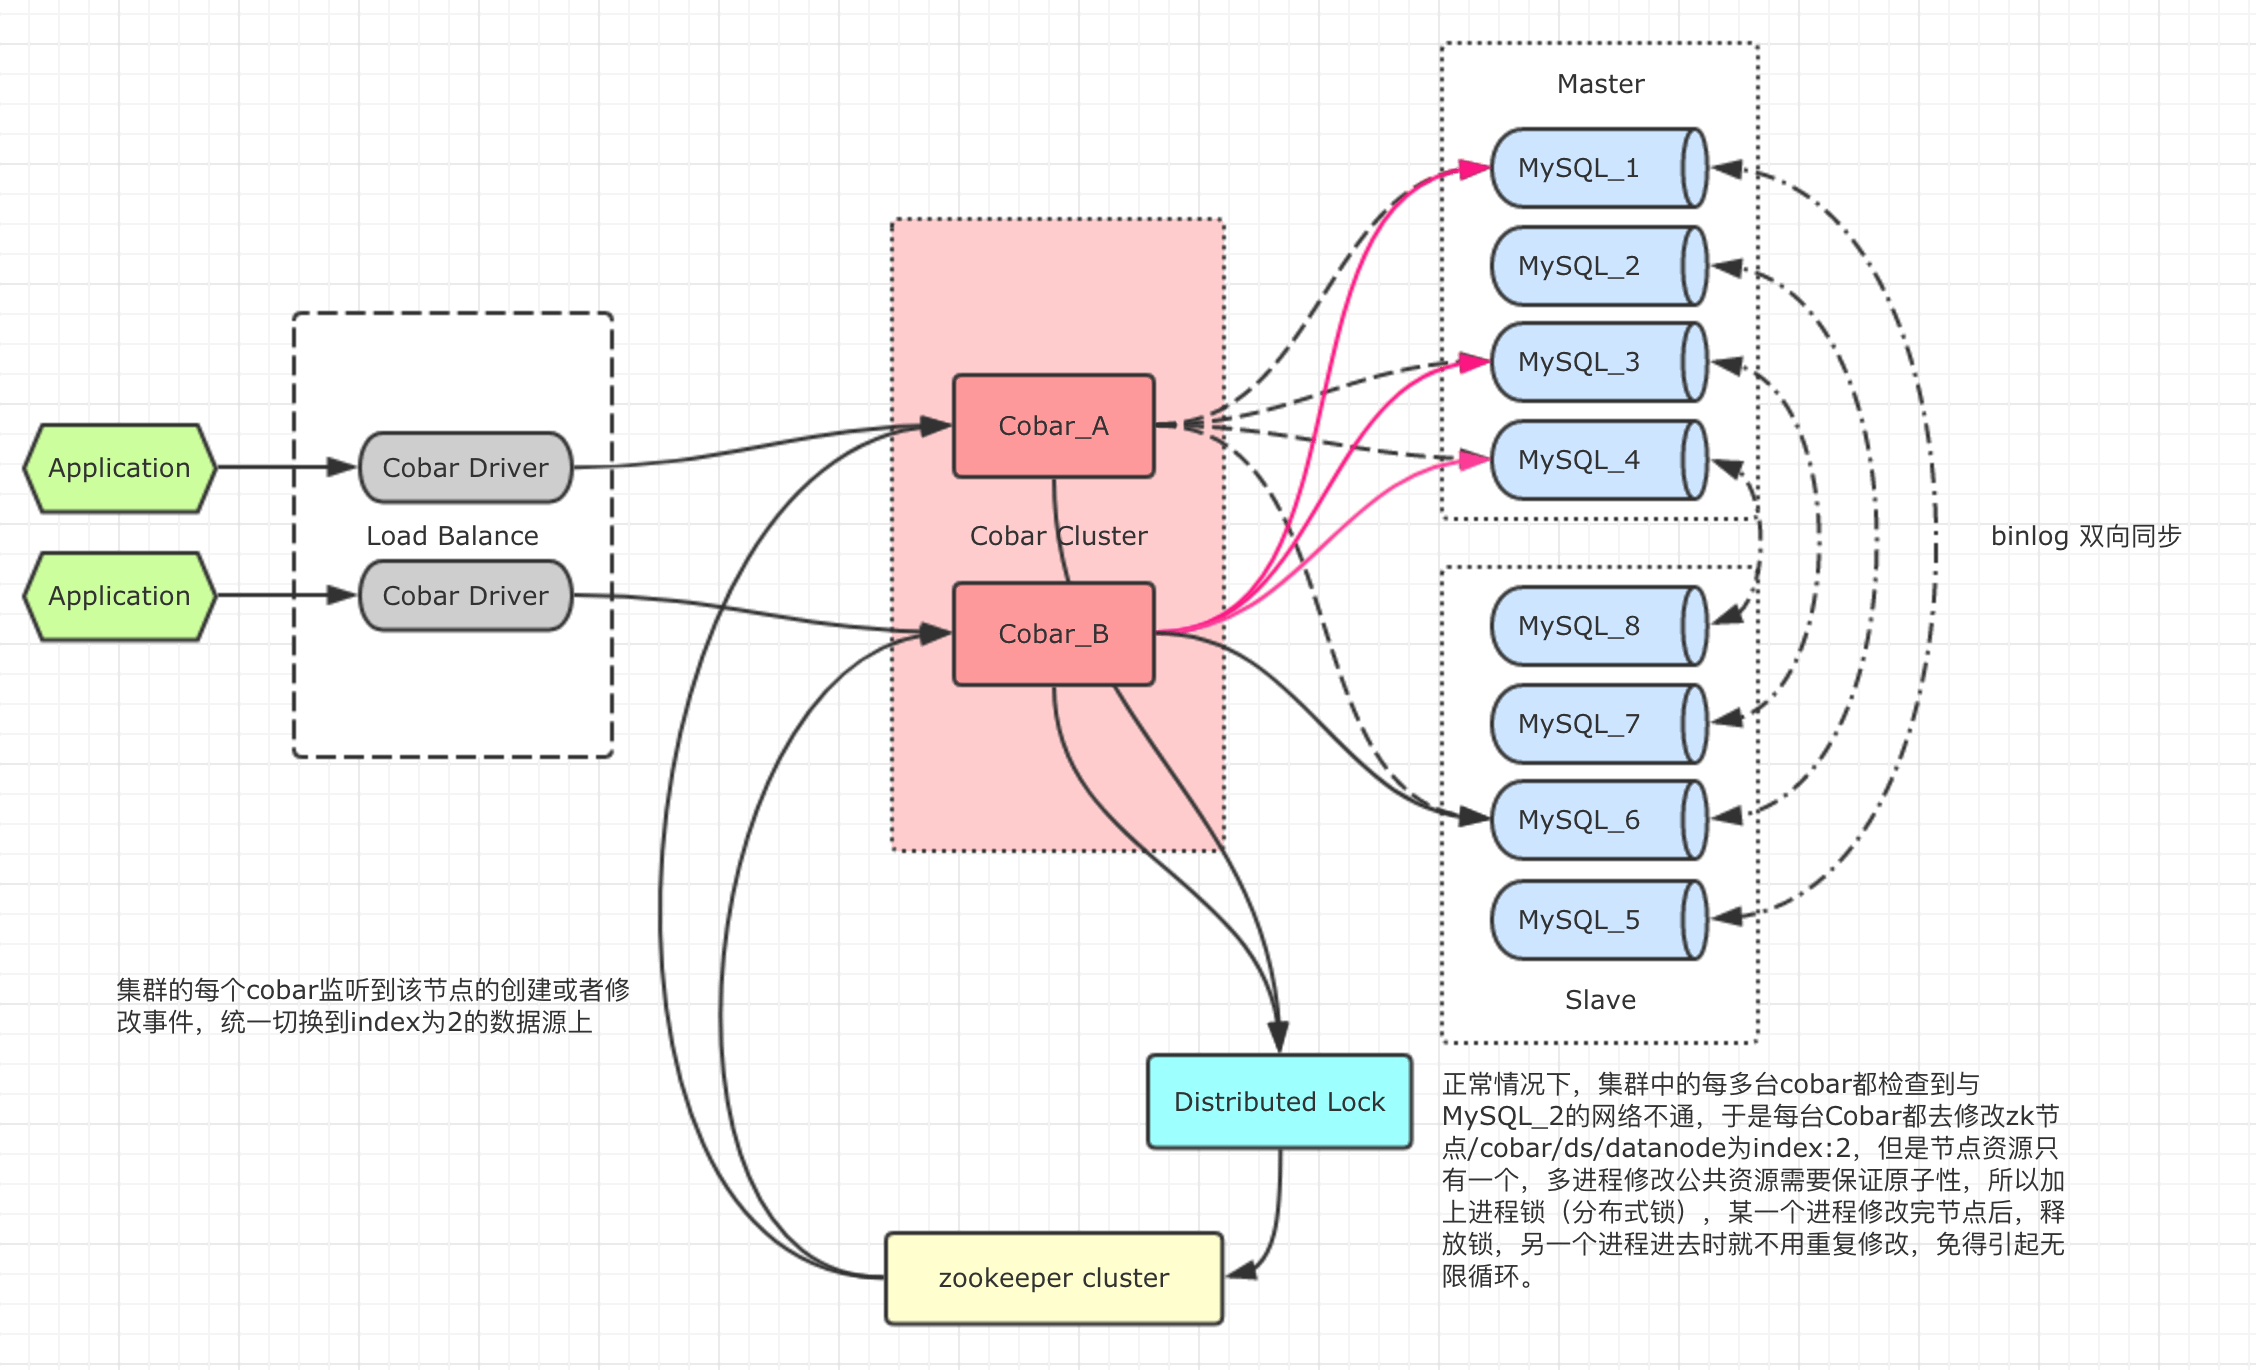 Master
MySQL_1
MySQL_2
MySQL_3
MySQL_4
Application
Cobar Driver
Load Balance
Application
Cobar Driver
Cobar_A
Cobar Cluster
Cobar_B
binlog 双向同步
MySQL_8
MySQL_7
MySQL_6
MySQL_5
Slave
集群的每个cobar监听到该节点的创建或者修
改事件，统一切换到index为2的数据源上
Distributed Lock
zookeeper cluster
正常情况下，集群中的每多台cobar都检查到与
MySQL_2的网络不通，于是每台Cobar都去修改zk节
点/cobar/ds/datanode为index:2，但是节点资源只
有一个，多进程修改公共资源需要保证原子性，所以加
上进程锁（分布式锁），某一个进程修改完节点后，释
放锁，另一个进程进去时就不用重复修改，免得引起无
限循环。